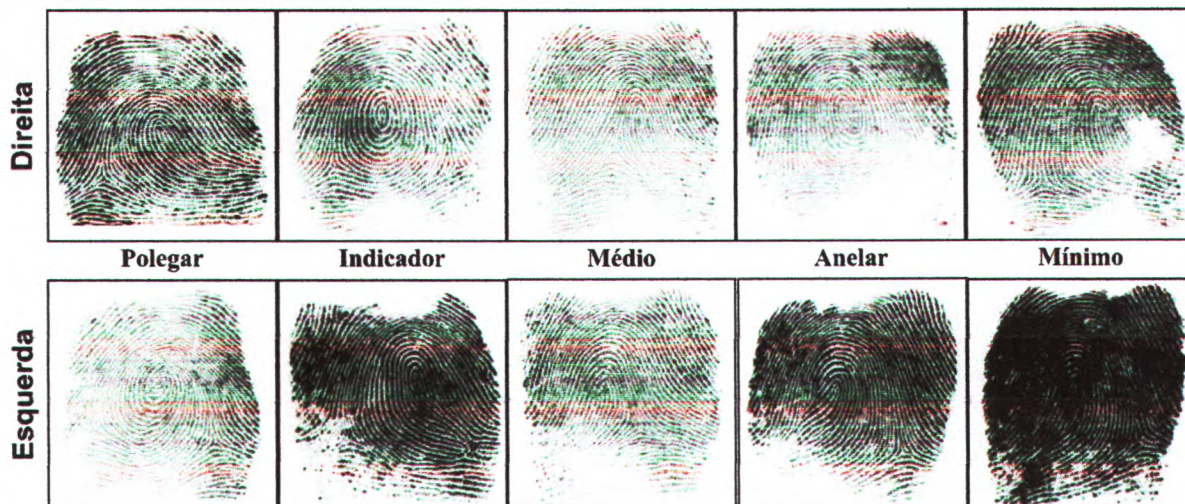 Direita
Polegar
Indicador
Médio
Anelar
Mínimo
Esquerda